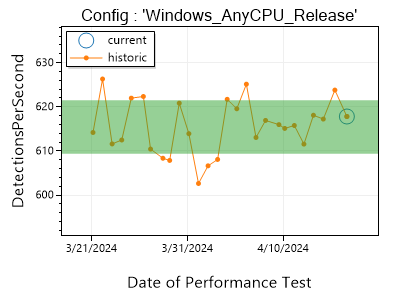 Config : 'Windows_AnyCPU_Release'
current
historic
DetectionsPerSecond
630
620
610
600
3/21/2024
3/31/2024
4/10/2024
Date of Performance Test